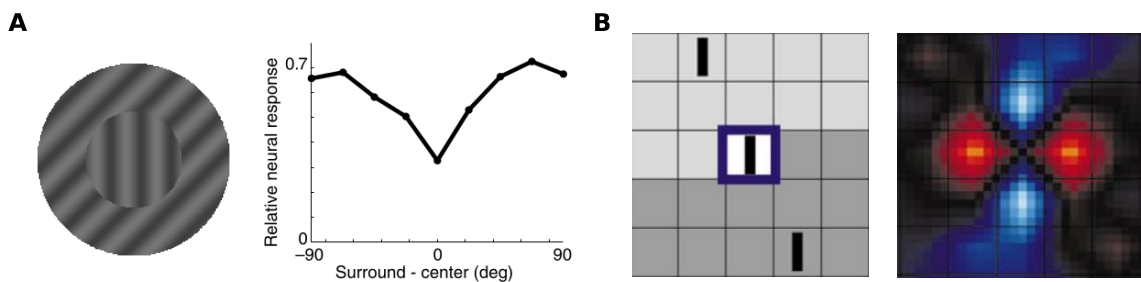 A
B
0.7
Relative neural response
0
−90
0
90
Surround - center (deg)